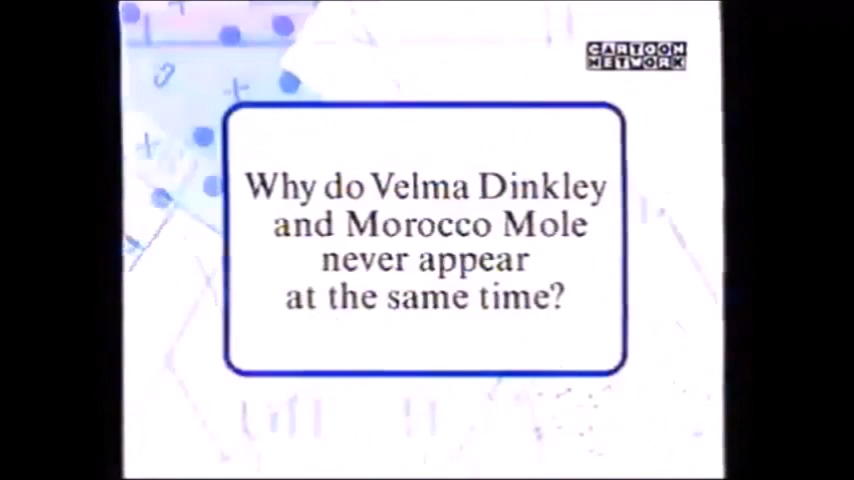 CARTOON
NETWORK
Why do Velma Dinkley
and Morocco Mole
never appear
at the same time?